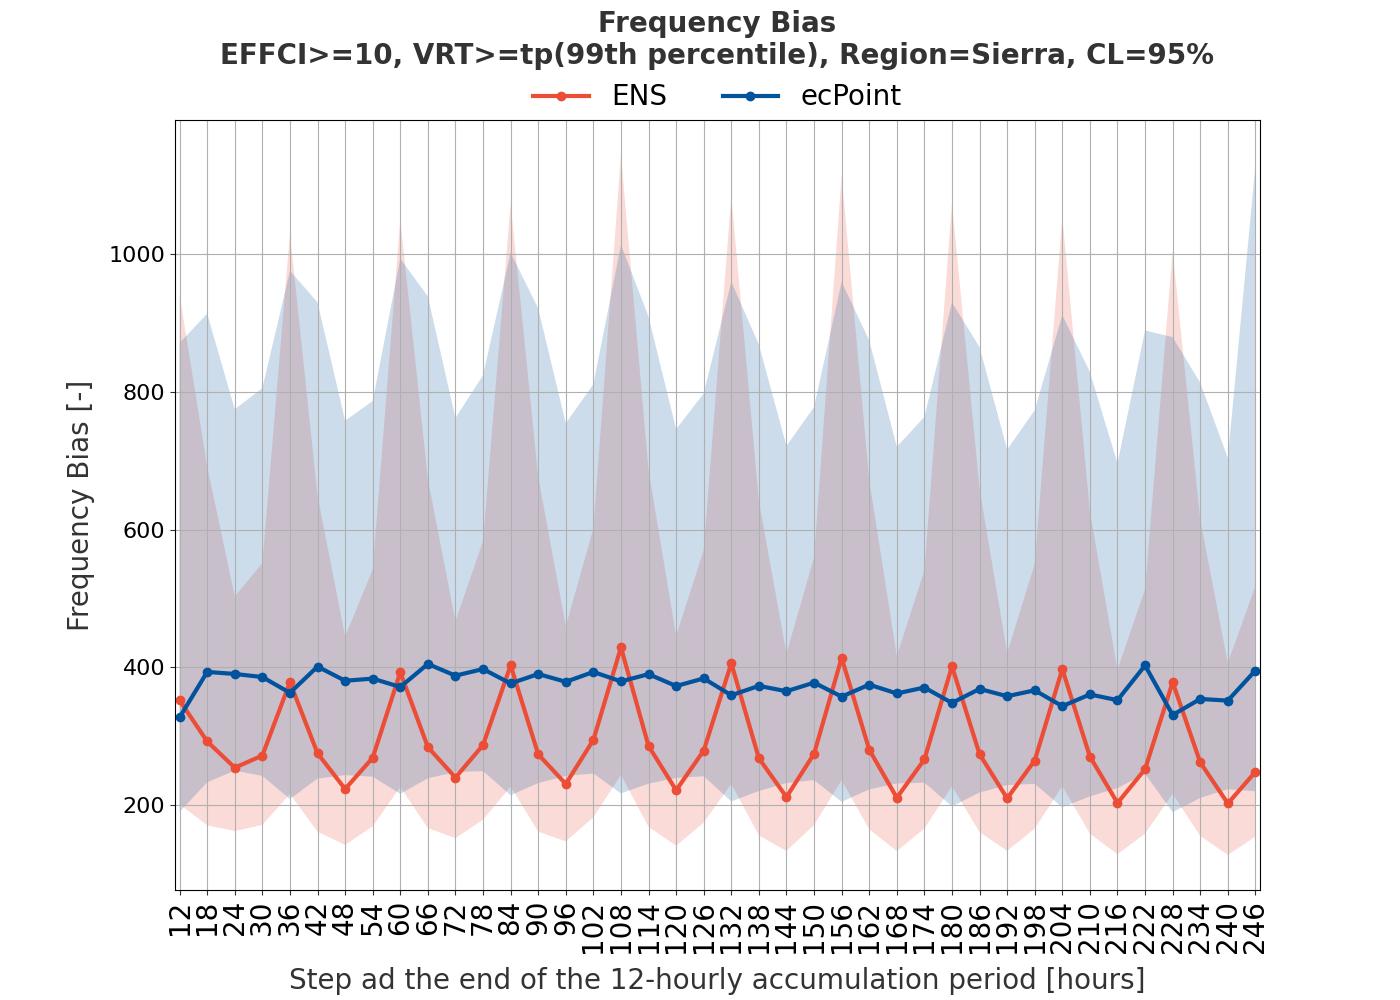 Frequency Bias
EFFCI>=10, VRT>=tp(99th percentile), Region=Sierra, CL=95%
ENS ecPoint
1000
800
600
400
200
Frequency Bias [-]
12 18 24 30 36 42 48 54 60 66 72 78 84 90 96 102 108 114 120 126 132 138 144 150 156 162 168 174 180 186 192 198 204 210 216 222 228 234 240 246
Step ad the end of the 12-hourly accumulation period [hours]